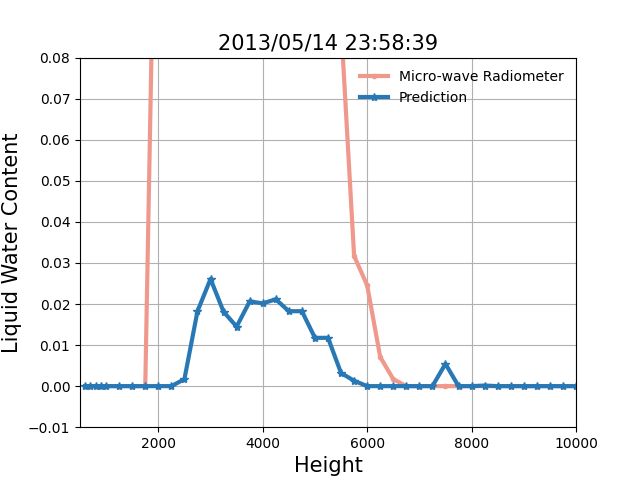 2013/05/14 23:58:39
Micro-wave Radiometer
Prediction
Liquid Water Content
0.08
0.07
0.06
0.05
0.04
0.03
0.02
0.01
0.00
−0.01
2000 4000 6000 8000 10000
Height